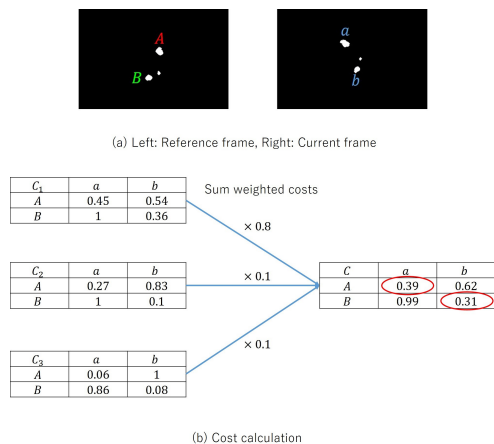 A
B
a
b
(a) Left: Reference frame, Right: Current frame
C₁ a b
A 0.45 0.54
B 1 0.36
Sum weighted costs
× 0.8
C₂ a b
A 0.27 0.83
B 1 0.1
× 0.1
C a b
A 0.39 0.62
B 0.99 0.31
× 0.1
C₃ a b
A 0.06 1
B 0.86 0.08
(b) Cost calculation